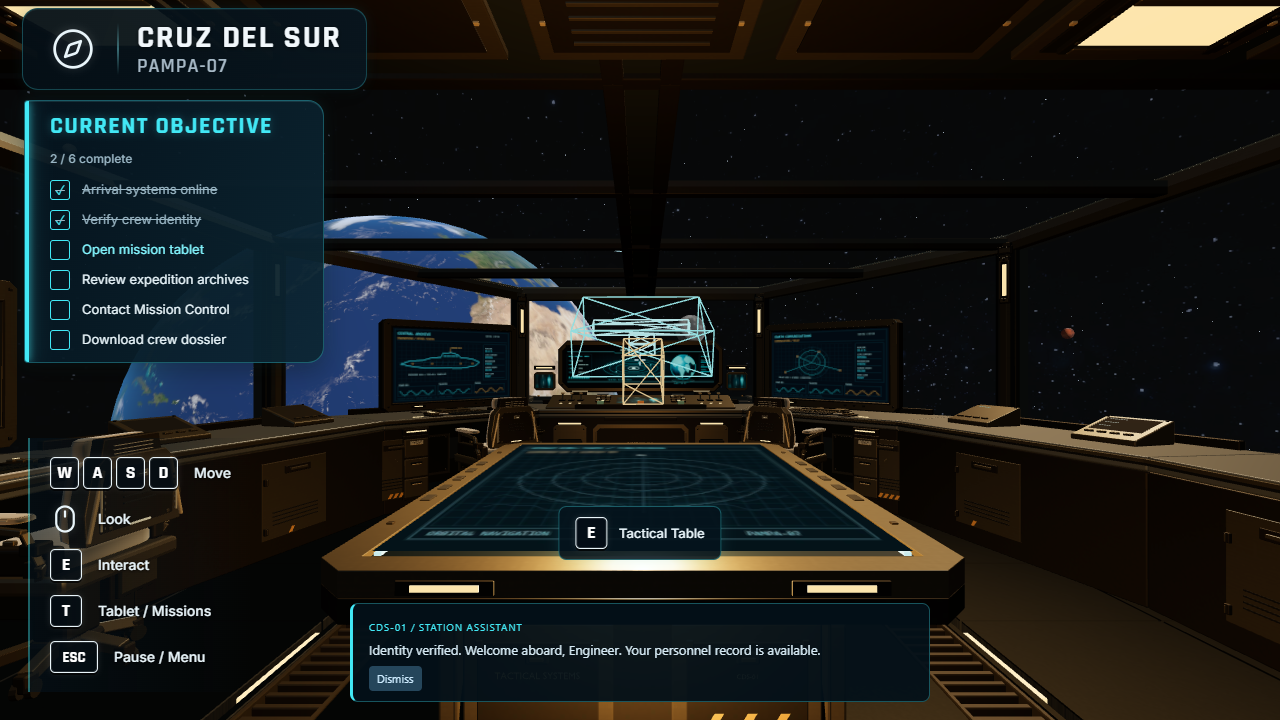 CRUZ DEL SUR
PAMPA-07
CURRENT OBJECTIVE
2 / 6 complete
Arrival systems online
Verify crew identity
Open mission tablet
Review expedition archives
Contact Mission Control
Download crew dossier
W A S D Move
Look
E Interact
T Tablet / Missions
ESC Pause / Menu
E Tactical Table
ORBITAL NAVIGATION
PAMPA-07
CDS-01 / STATION ASSISTANT
Identity verified. Welcome aboard, Engineer. Your personnel record is available.
Dismiss
TACTICAL SYSTEMS